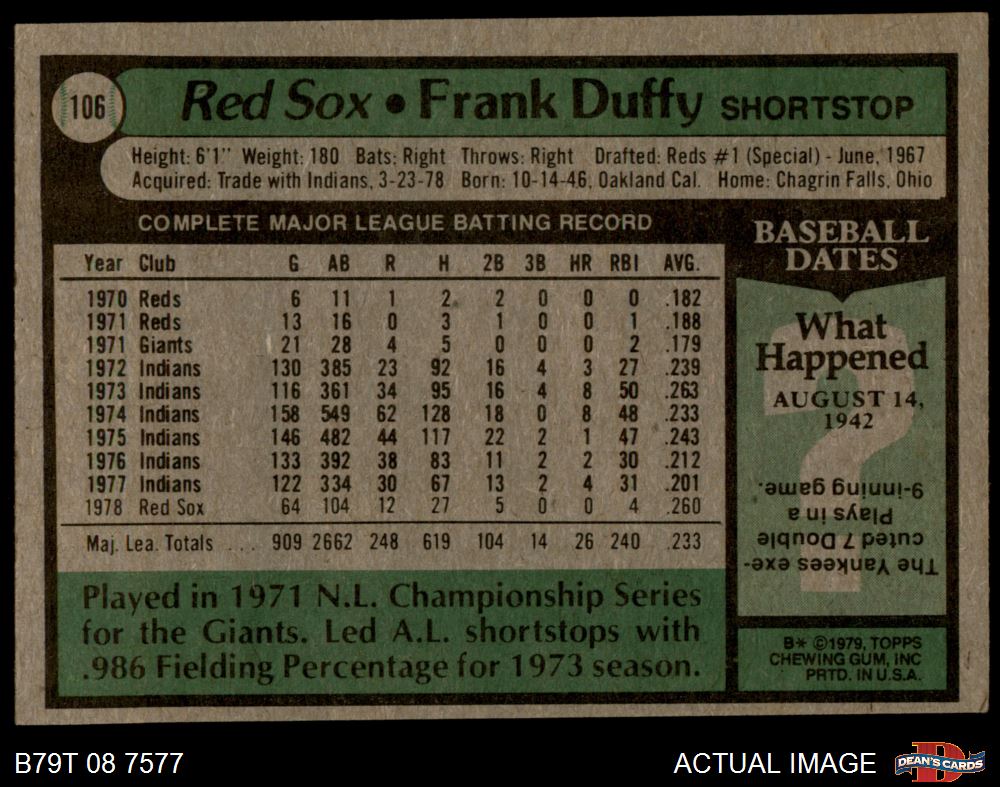 106
Red Sox • Frank Duffy SHORTSTOP
Height: 6'1" Weight: 180 Bats: Right Throws: Right Drafted: Reds #1 (Special) - June, 1967
Acquired: Trade with Indians, 3-23-78 Born: 10-14-46, Oakland Cal. Home: Chagrin Falls, Ohio
COMPLETE MAJOR LEAGUE BATTING RECORD
Year Club G AB R H 2B 3B HR RBI AVG.
1970 Reds 6 11 1 2 2 0 0 0 .182
1971 Reds 13 16 0 3 1 0 0 1 .188
1971 Giants 21 28 4 5 0 0 0 2 .179
1972 Indians 130 385 23 92 16 4 3 27 .239
1973 Indians 116 361 34 95 16 4 8 50 .263
1974 Indians 158 549 62 128 18 0 8 48 .233
1975 Indians 146 482 44 117 22 2 1 47 .243
1976 Indians 133 392 38 83 11 2 2 30 .212
1977 Indians 122 334 30 67 13 2 4 31 .201
1978 Red Sox 64 104 12 27 5 0 0 4 .260
Maj. Lea. Totals ... 909 2662 248 619 104 14 26 240 .233
Played in 1971 N.L. Championship Series
for the Giants. Led A.L. shortstops with
.986 Fielding Percentage for 1973 season.
BASEBALL
DATES
What
Happened
AUGUST 14,
1942
The Yankees exe-
cuted 7 Double
Plays in a
9-inning game.
B* ©1979, TOPPS
CHEWING GUM, INC
PRTD. IN U.S.A.
B79T 08 7577
ACTUAL IMAGE
D
DEAN'S CARDS